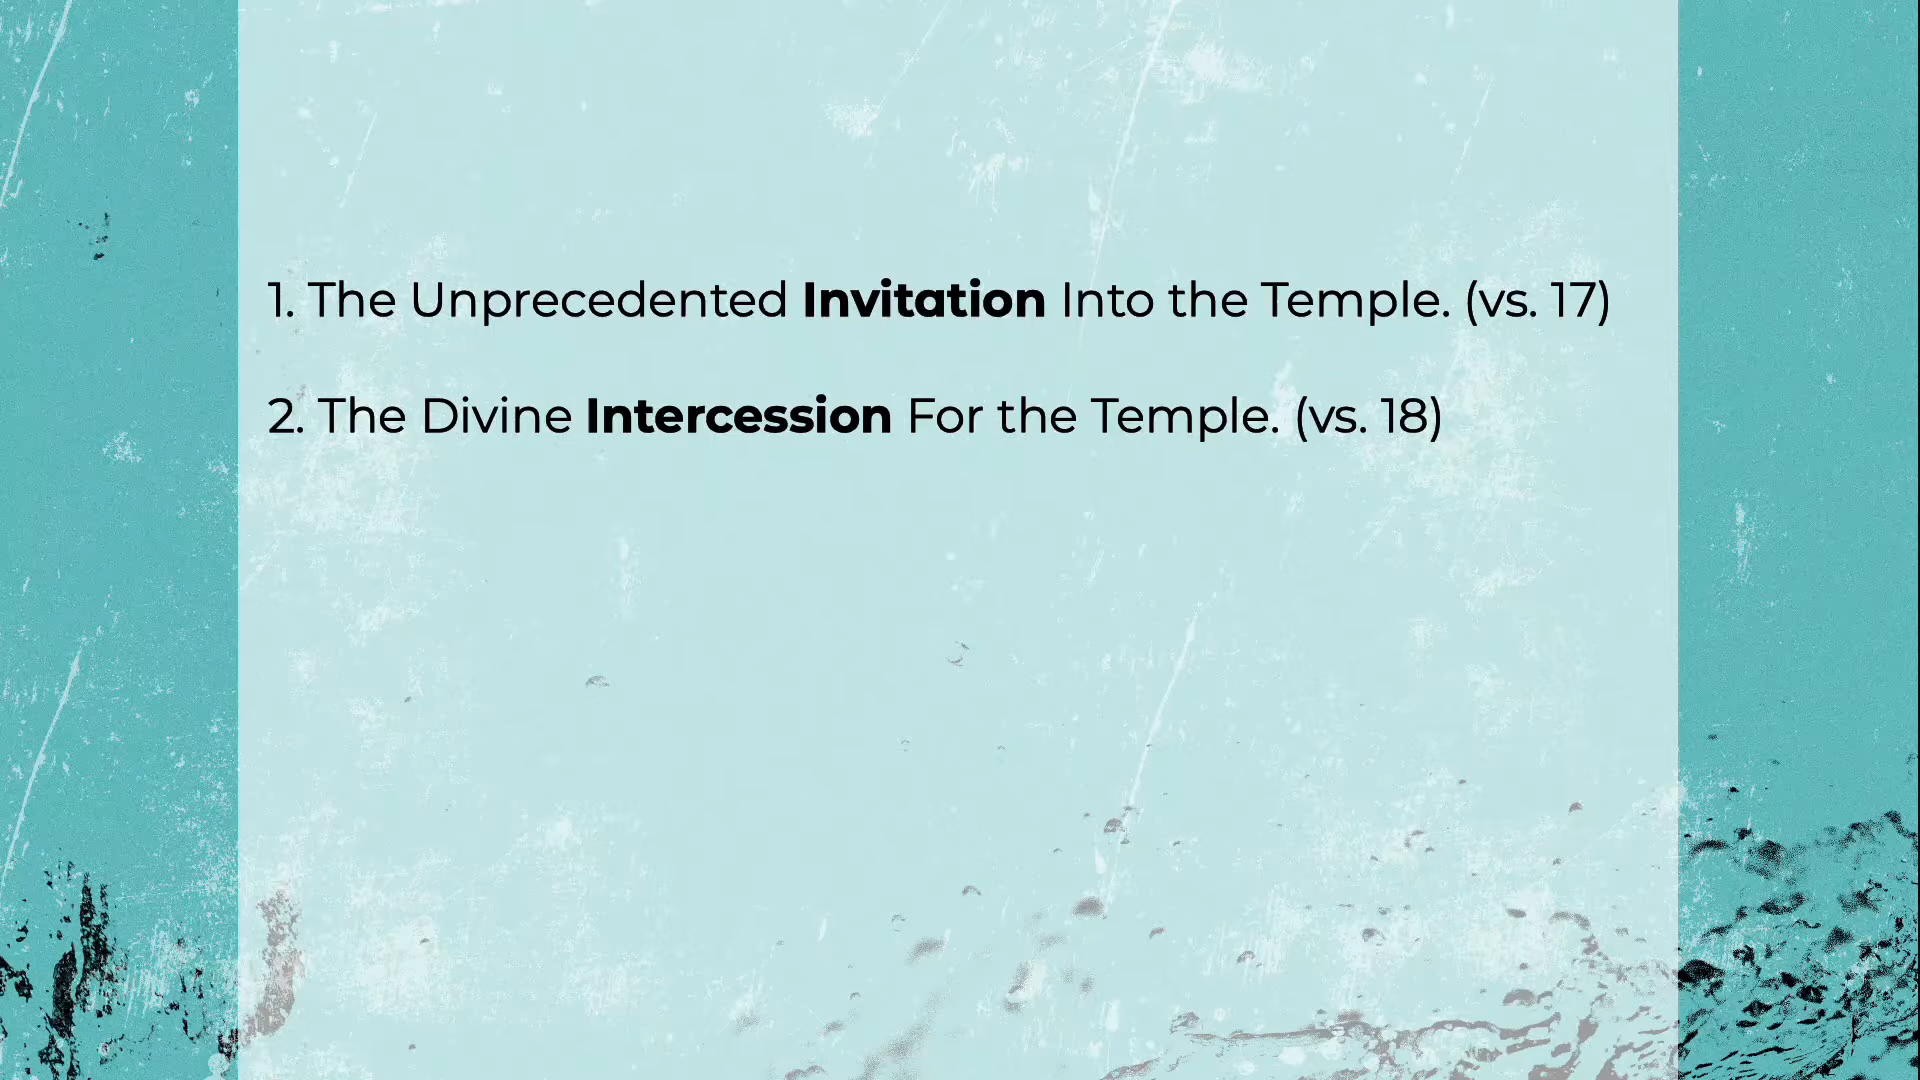 1. The Unprecedented Invitation Into the Temple. (vs. 17)
2. The Divine Intercession For the Temple. (vs. 18)